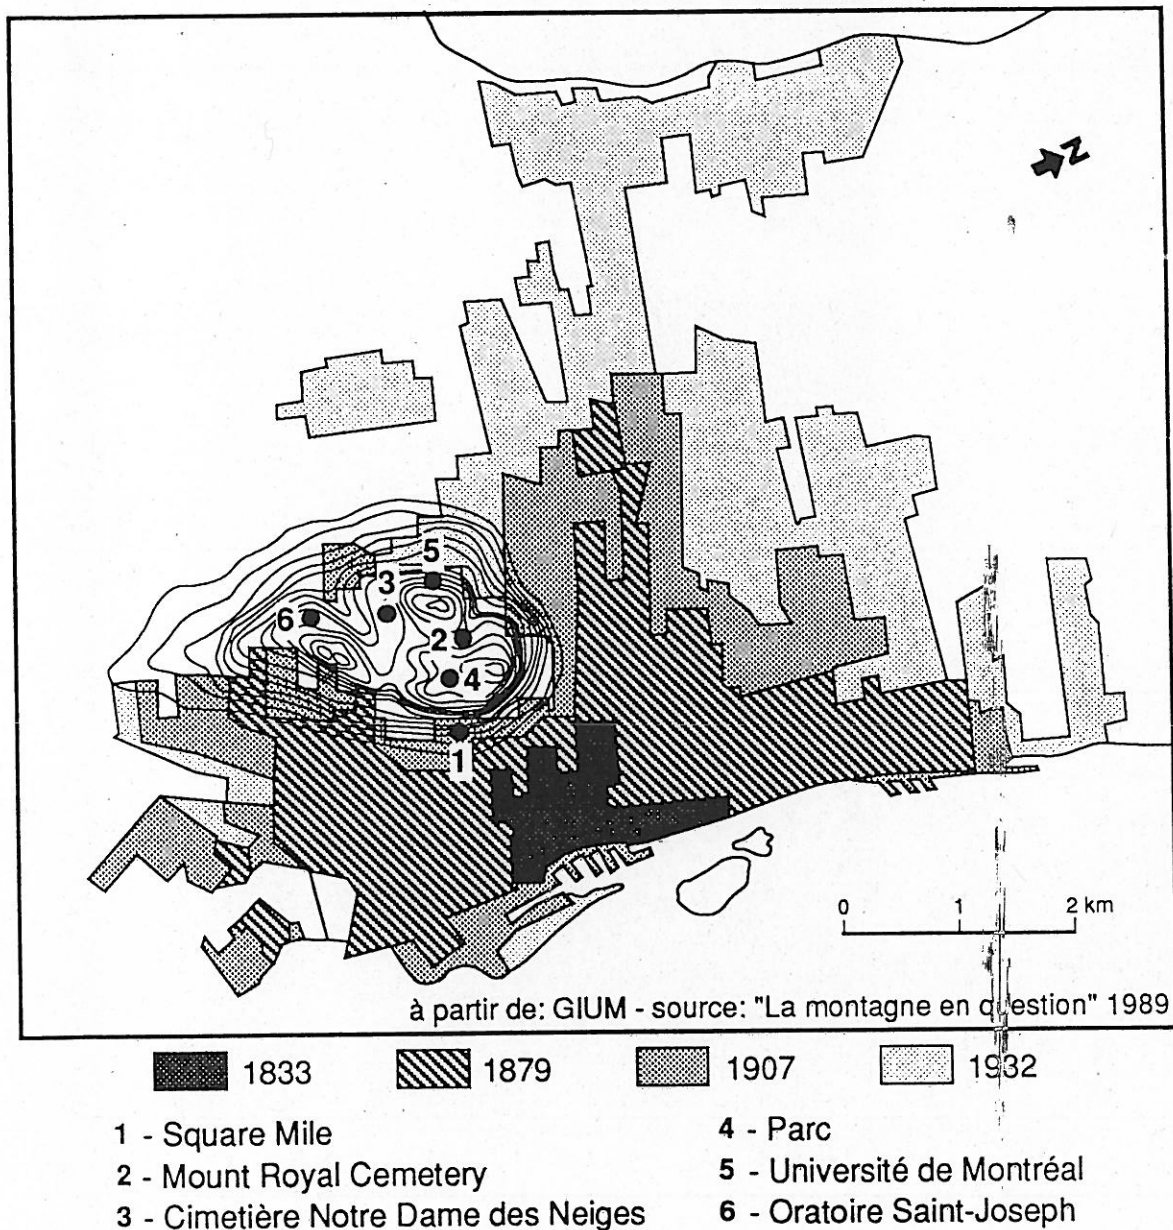 N
5
3
6
2
4
1
0 1 2 km
à partir de: GIUM - source: "La montagne en question" 1989
1833 1879 1907 1932
1 - Square Mile
2 - Mount Royal Cemetery
3 - Cimetière Notre Dame des Neiges
4 - Parc
5 - Université de Montréal
6 - Oratoire Saint-Joseph